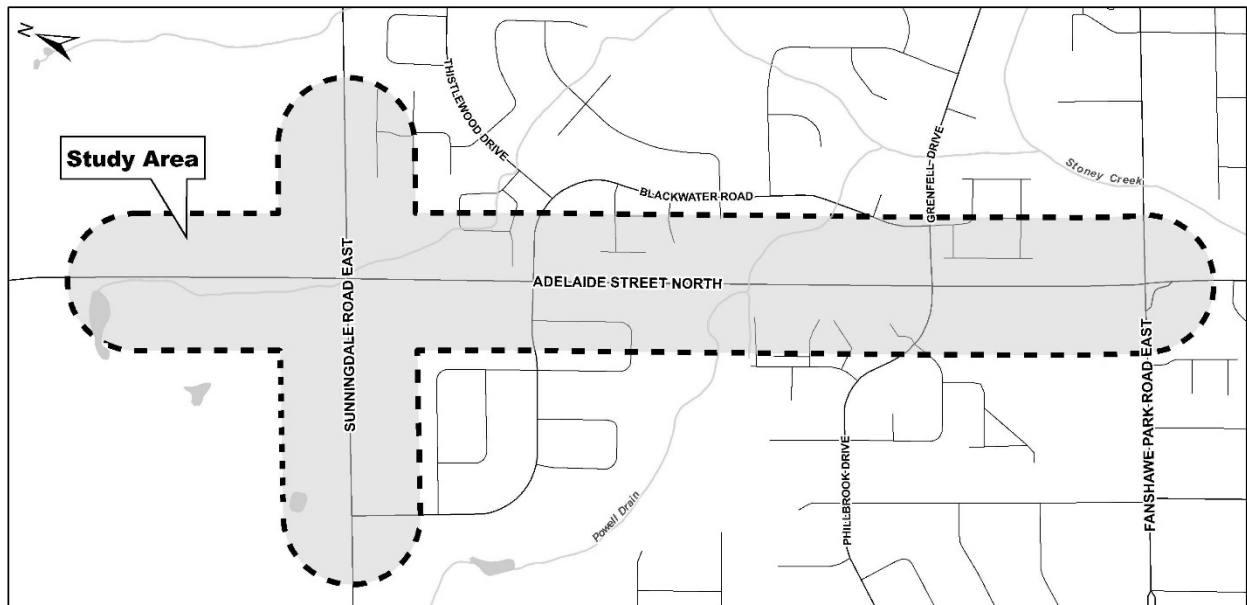 N
Study Area
THISTLEWOOD DRIVE
BLACKWATER ROAD
GRENFELL DRIVE
Stoney Creek
SUNNINGDALE ROAD EAST
ADELAIDE STREET NORTH
FANSHAWE PARK ROAD EAST
PHILLBROOK DRIVE
Powell Drain